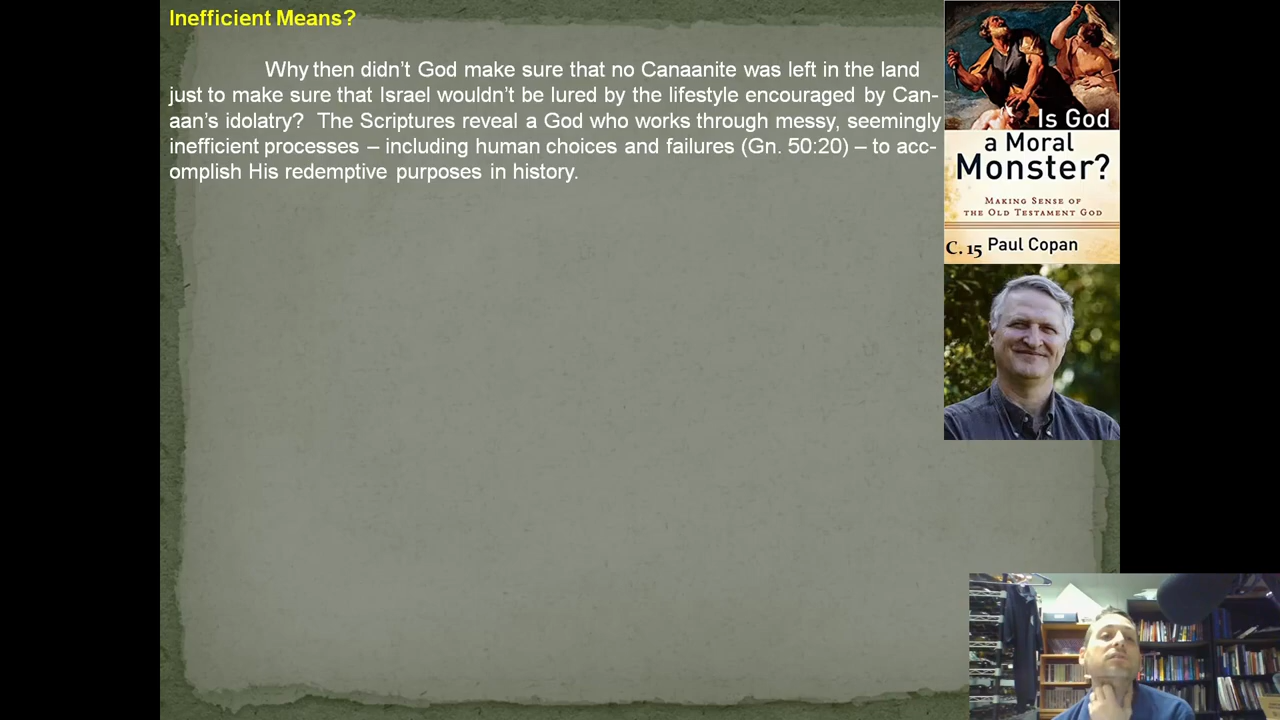 Inefficient Means?
Why then didn’t God make sure that no Canaanite was left in the land
just to make sure that Israel wouldn’t be lured by the lifestyle encouraged by Can-
aan’s idolatry?  The Scriptures reveal a God who works through messy, seemingly
inefficient processes – including human choices and failures (Gn. 50:20) – to acc-
omplish His redemptive purposes in history.
Is God
a Moral
Monster?
Making Sense of
the Old Testament God
C. 15 Paul Copan